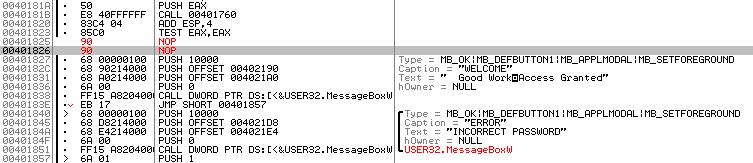 0040181A 50 PUSH EAX
0040181B E8 40FFFFFF CALL 00401760
00401820 83C4 04 ADD ESP,4
00401823 85C0 TEST EAX,EAX
00401825 90 NOP
00401826 90 NOP
00401827 68 00000100 PUSH 10000 Type = MB_OK|MB_DEFBUTTON1|MB_APPLMODAL|MB_SETFOREGROUND
0040182C 68 90214000 PUSH OFFSET 00402190 Caption = "WELCOME"
00401831 68 A0214000 PUSH OFFSET 004021A0 Text = " Good Work Access Granted"
00401836 6A 00 PUSH 0 hOwner = NULL
00401838 FF15 A8204000 CALL DWORD PTR DS:[<&USER32.MessageBoxW
0040183E EB 17 JMP SHORT 00401857
00401840 68 00000100 PUSH 10000 Type = MB_OK|MB_DEFBUTTON1|MB_APPLMODAL|MB_SETFOREGROUND
00401845 68 D8214000 PUSH OFFSET 004021D8 Caption = "ERROR"
0040184A 68 E4214000 PUSH OFFSET 004021E4 Text = "INCORRECT PASSWORD"
0040184F 6A 00 PUSH 0 hOwner = NULL
00401851 FF15 A8204000 CALL DWORD PTR DS:[<&USER32.MessageBoxW USER32.MessageBoxW
00401857 6A 01 PUSH 1